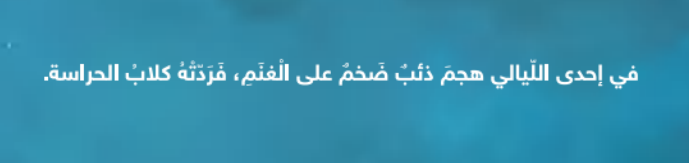 في إحدى اللّيالي هجمَ ذئبٌ ضَخمٌ على الْغنَمِ، فَرَدّتْهُ كلابُ الحراسة.